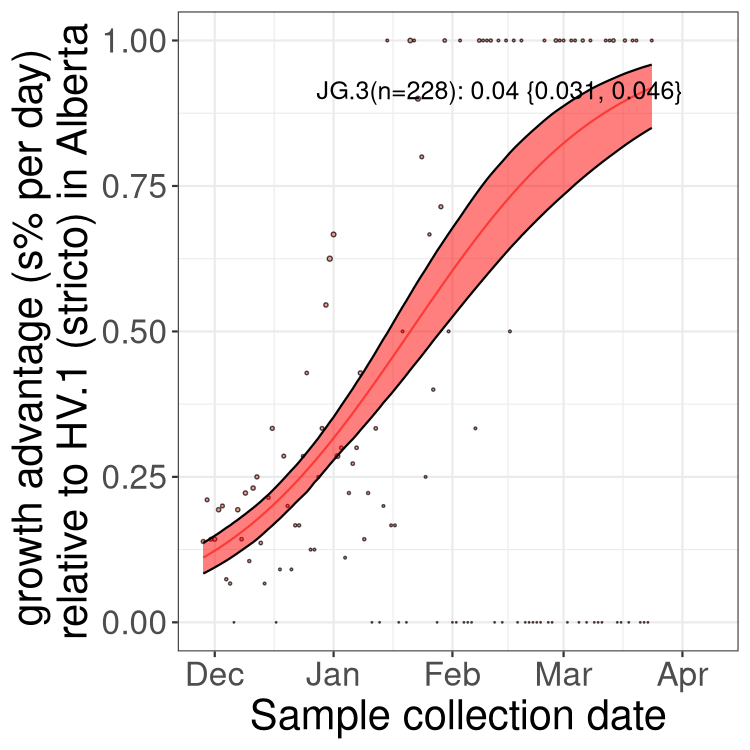 growth advantage (s% per day)
relative to HV.1 (stricto) in Alberta
1.00
JG.3(n=228): 0.04 {0.031, 0.046}
0.75
0.50
0.25
0.00
Dec Jan Feb Mar Apr
Sample collection date